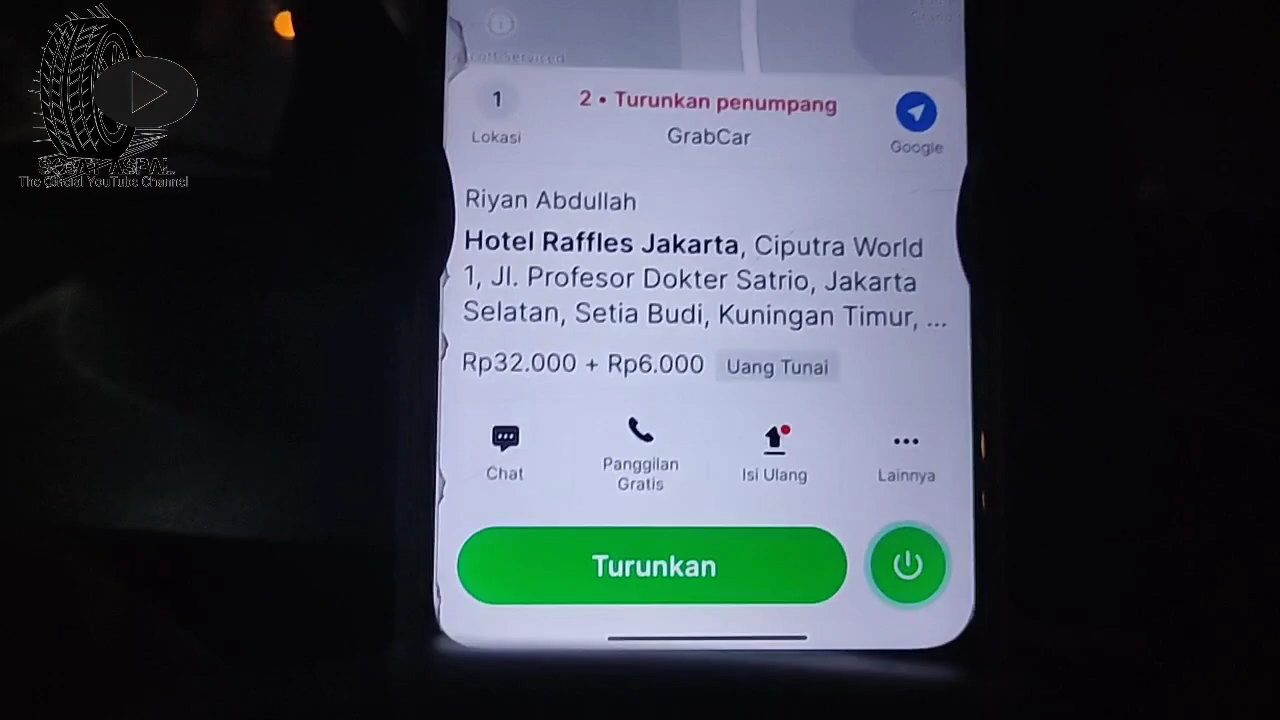 SOBAT ASPAL
The Official YouTube Channel
1
Lokasi
2 • Turunkan penumpang
GrabCar
Google
Riyan Abdullah
Hotel Raffles Jakarta, Ciputra World
1, Jl. Profesor Dokter Satrio, Jakarta
Selatan, Setia Budi, Kuningan Timur, ...
Rp32.000 + Rp6.000 Uang Tunai
Chat
Panggilan
Gratis
Isi Ulang
Lainnya
Turunkan